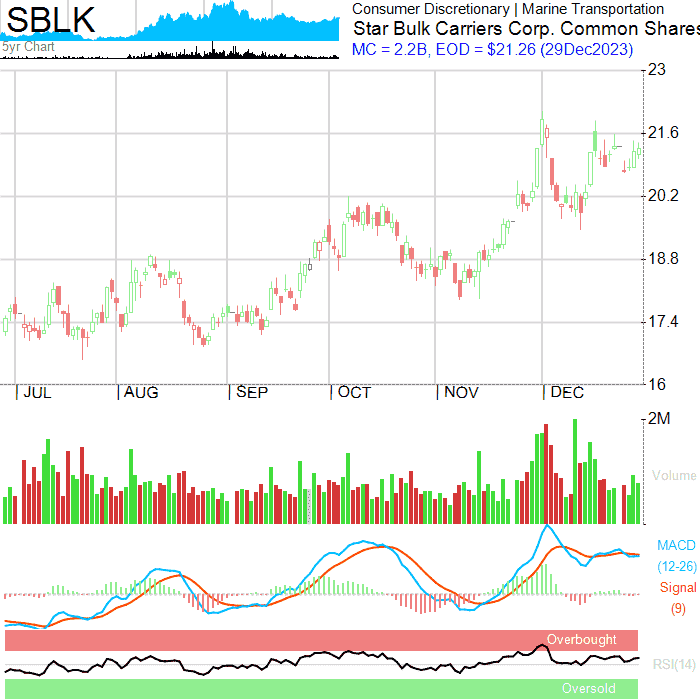 SBLK
5yr Chart
Consumer Discretionary | Marine Transportation
Star Bulk Carriers Corp. Common Shares
MC = 2.2B, EOD = $21.26 (29Dec2023)
23
21.6
20.2
18.8
17.4
16
JUL AUG SEP OCT NOV DEC
2M
Volume
MACD
(12-26)
Signal
(9)
Overbought
RSI(14)
Oversold